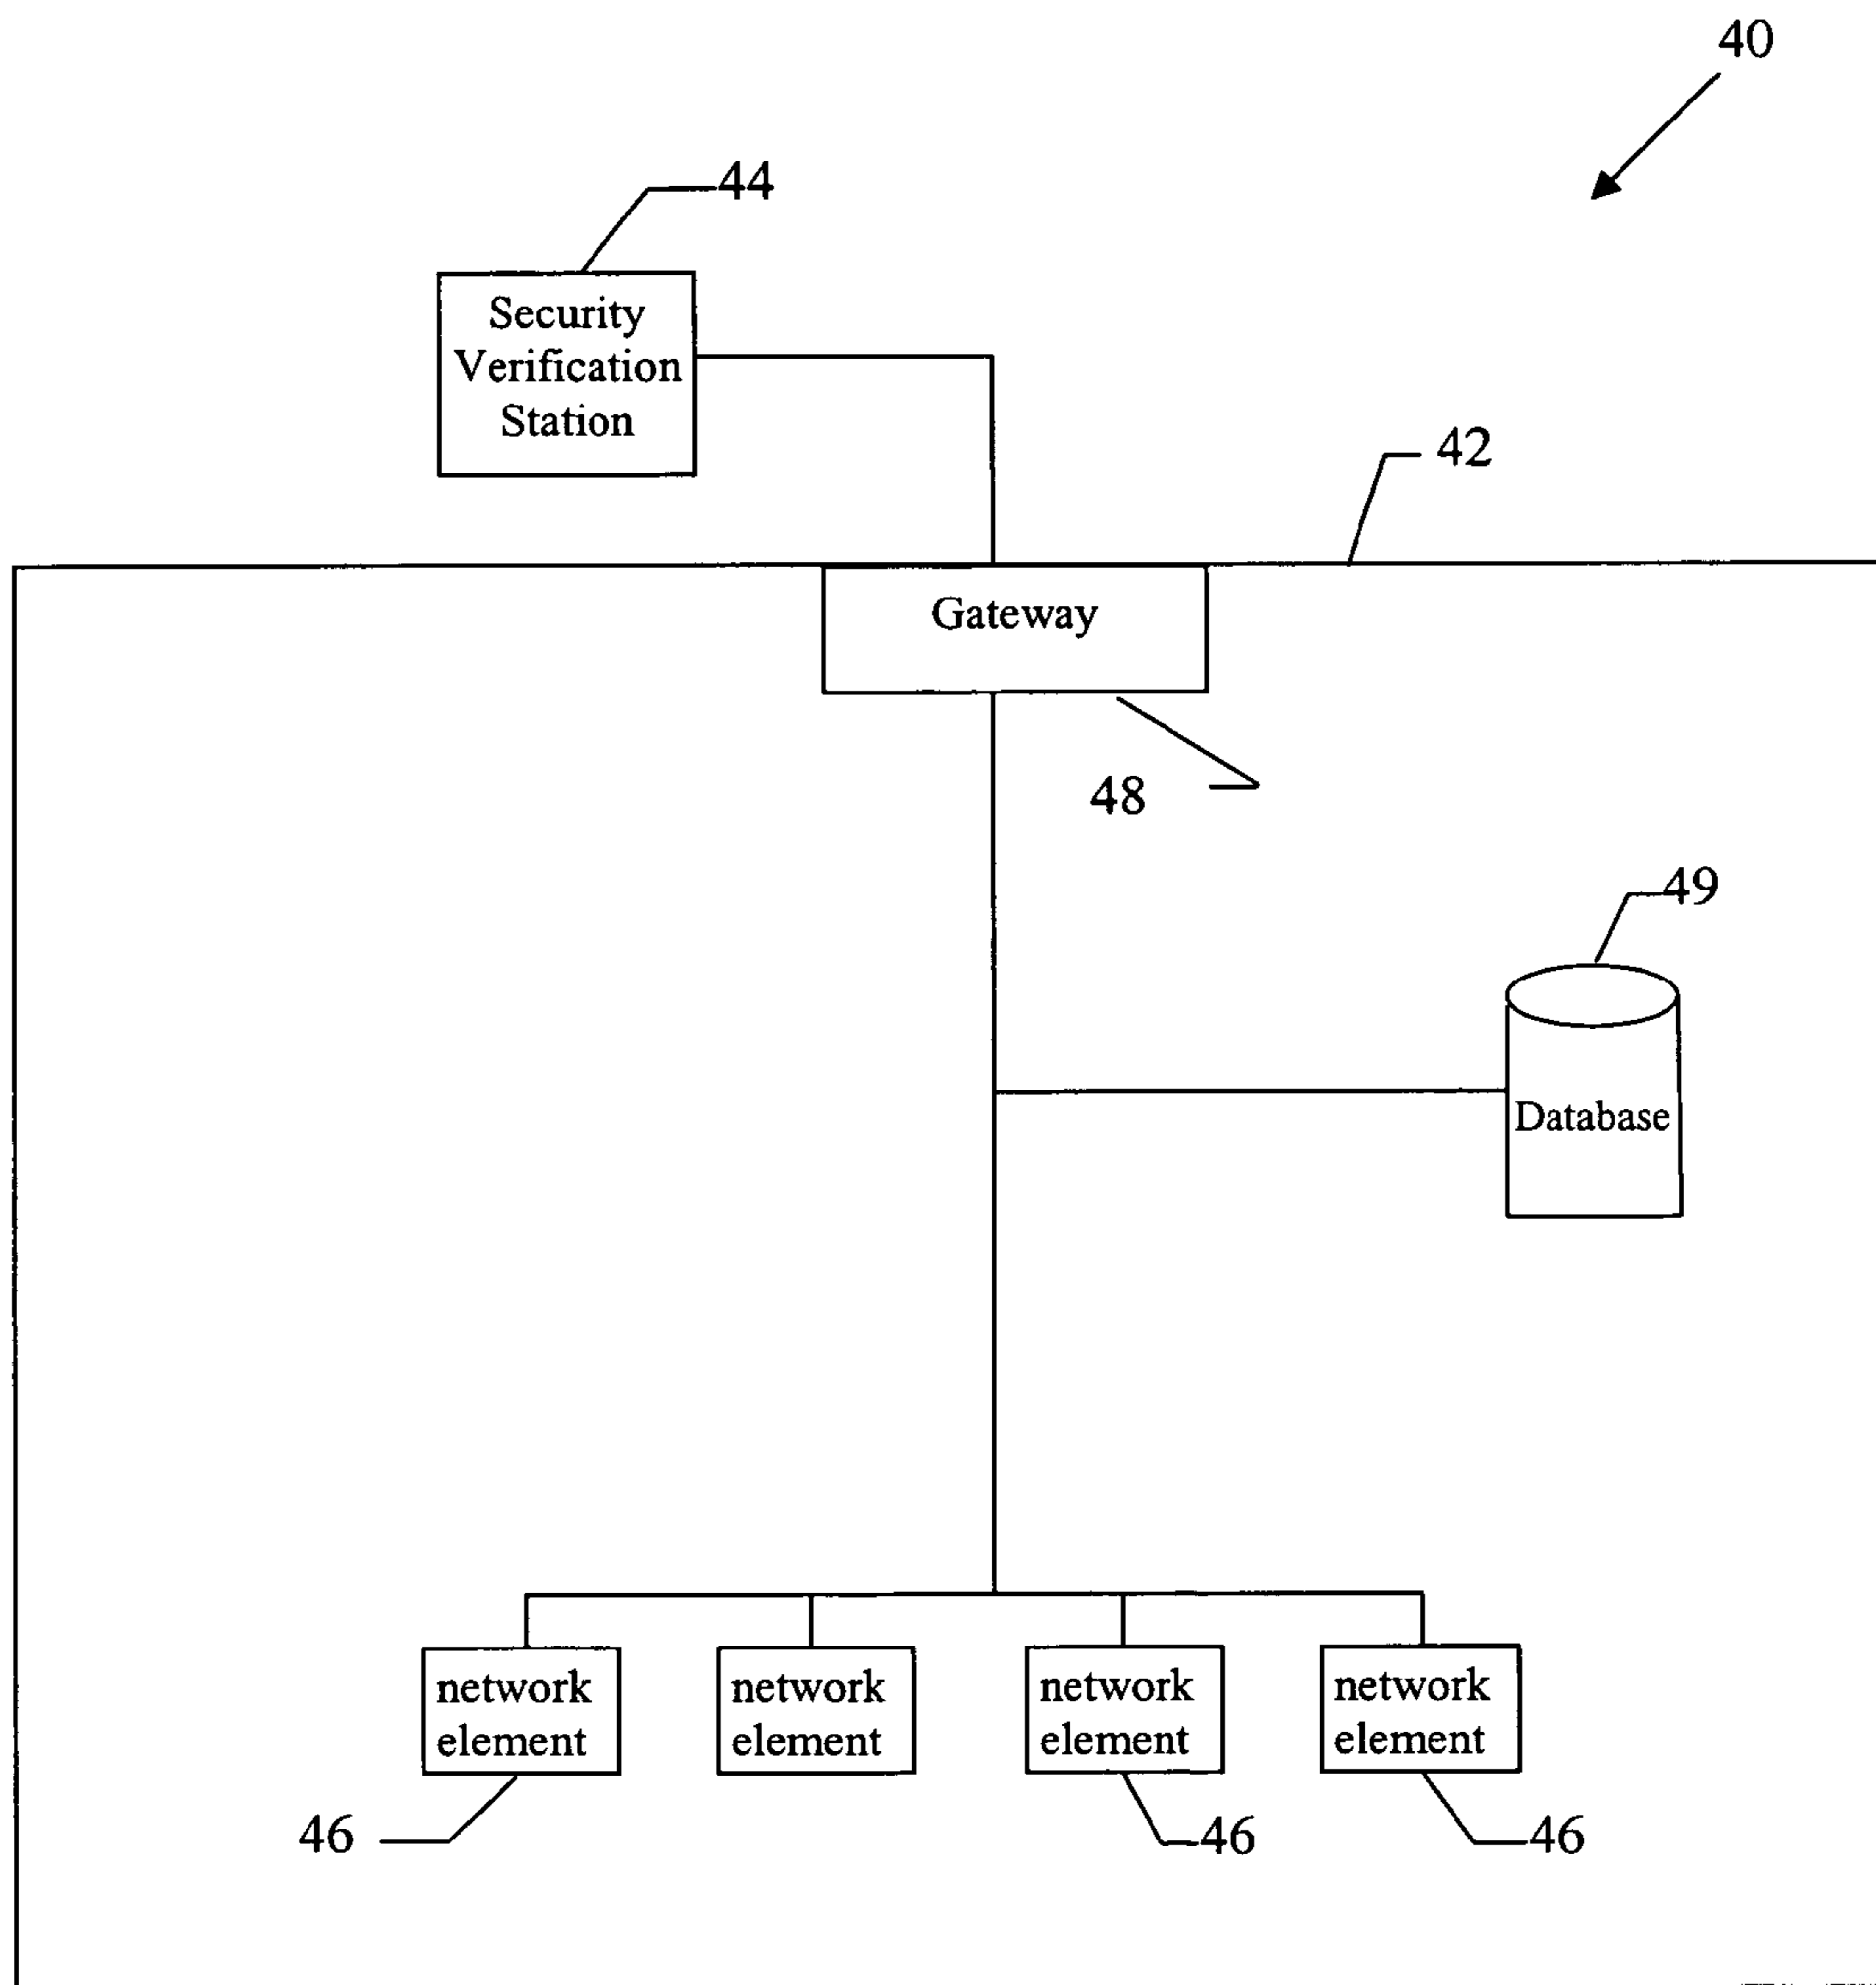 40
44
Security
Verification
Station
42
Gateway
48
49
Database
network
element
network
element
network
element
network
element
46
46
46